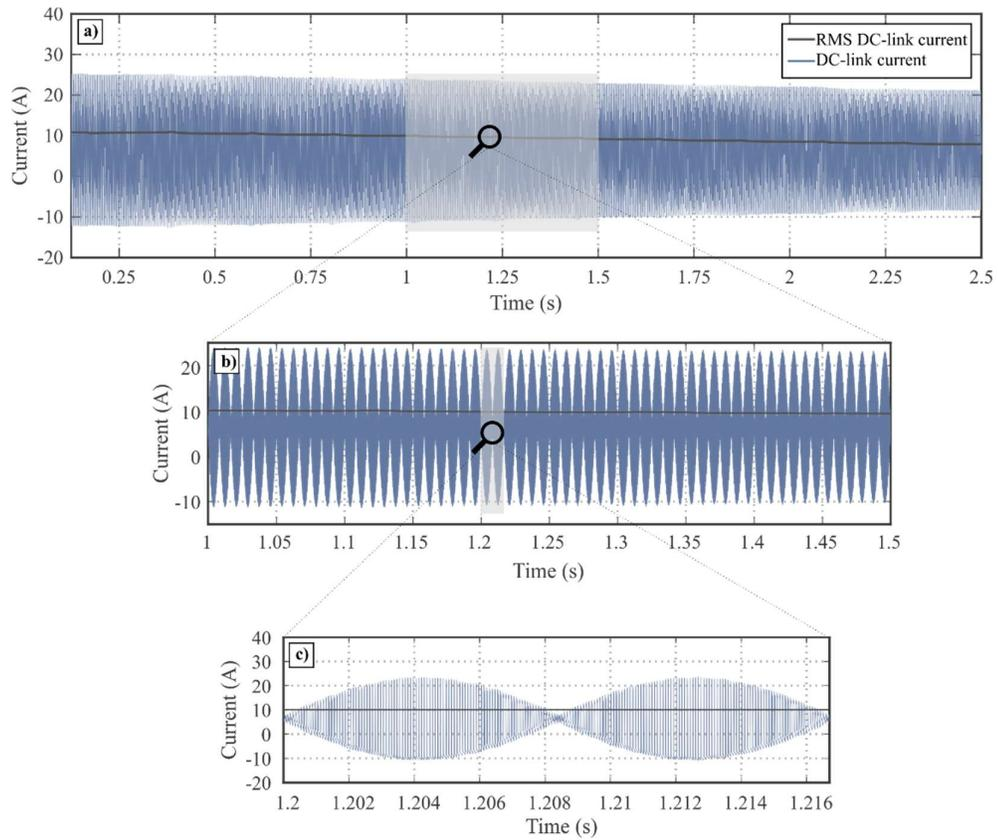 a)
RMS DC-link current
DC-link current
Current (A)
40
30
20
10
0
-10
-20
0.25 0.5 0.75 1 1.25 1.5 1.75 2 2.25 2.5
Time (s)
b)
Current (A)
20
10
0
-10
1 1.05 1.1 1.15 1.2 1.25 1.3 1.35 1.4 1.45 1.5
Time (s)
c)
Current (A)
40
30
20
10
0
-10
-20
1.2 1.202 1.204 1.206 1.208 1.21 1.212 1.214 1.216
Time (s)